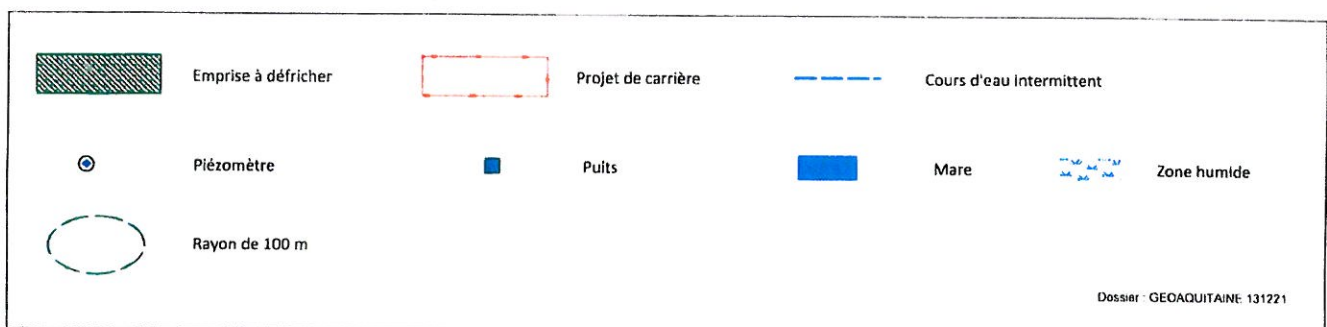 Emprise à défricher
Projet de carrière
Cours d'eau intermittent
Piézomètre
Puits
Mare
Zone humide
Rayon de 100 m
Dossier : GEOAQUITAINE 131221